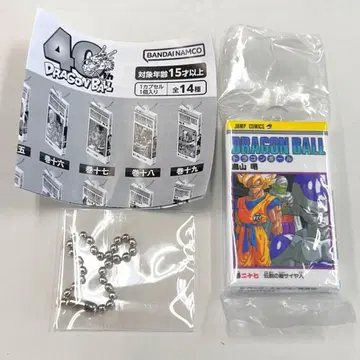 40th
DRAGONBALL
BANDAI NAMCO
対象年齢15才以上
1カプセル
1個入り
全14種
五
巻十六
巻十七
巻十八
巻十九
JUMP COMICS
DRAGON BALL
ドラゴンボール
鳥山 明
巻二十七
伝説の超サイヤ人